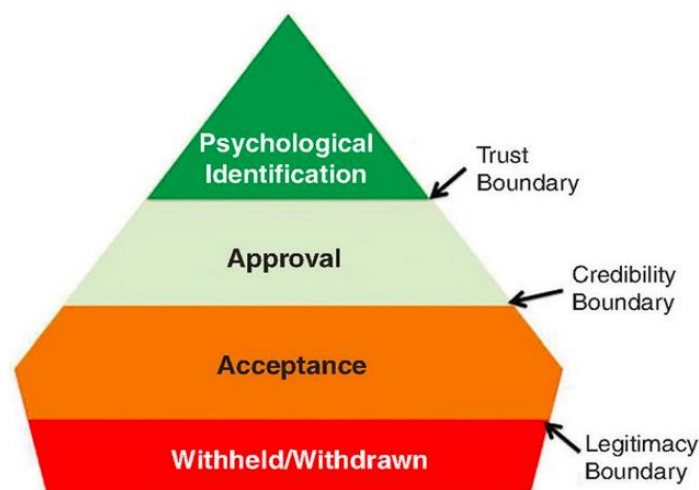 Psychological
Identification
Trust
Boundary
Approval
Credibility
Boundary
Acceptance
Legitimacy
Boundary
Withheld/Withdrawn